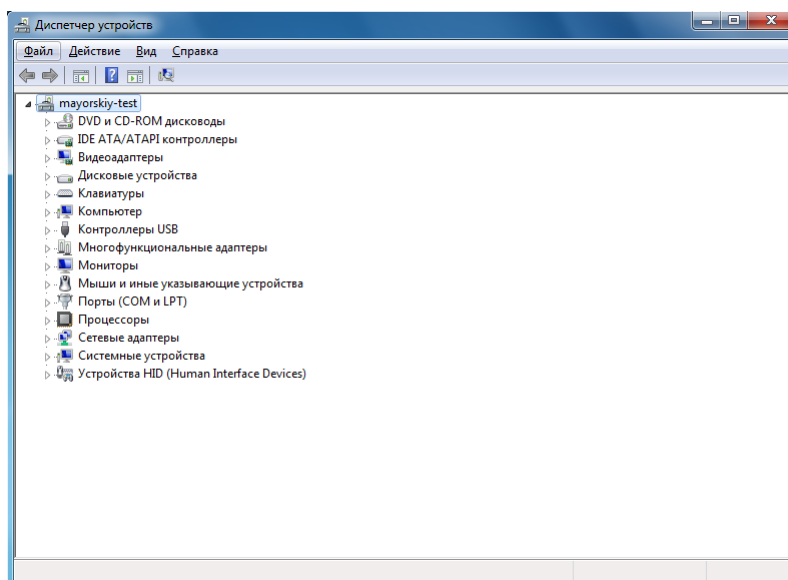 Диспетчер устройств
Файл Действие Вид Справка
mayorskiy-test
DVD и CD-ROM дисководы
IDE ATA/ATAPI контроллеры
Видеоадаптеры
Дисковые устройства
Клавиатуры
Компьютер
Контроллеры USB
Многофункциональные адаптеры
Мониторы
Мыши и иные указывающие устройства
Порты (COM и LPT)
Процессоры
Сетевые адаптеры
Системные устройства
Устройства HID (Human Interface Devices)